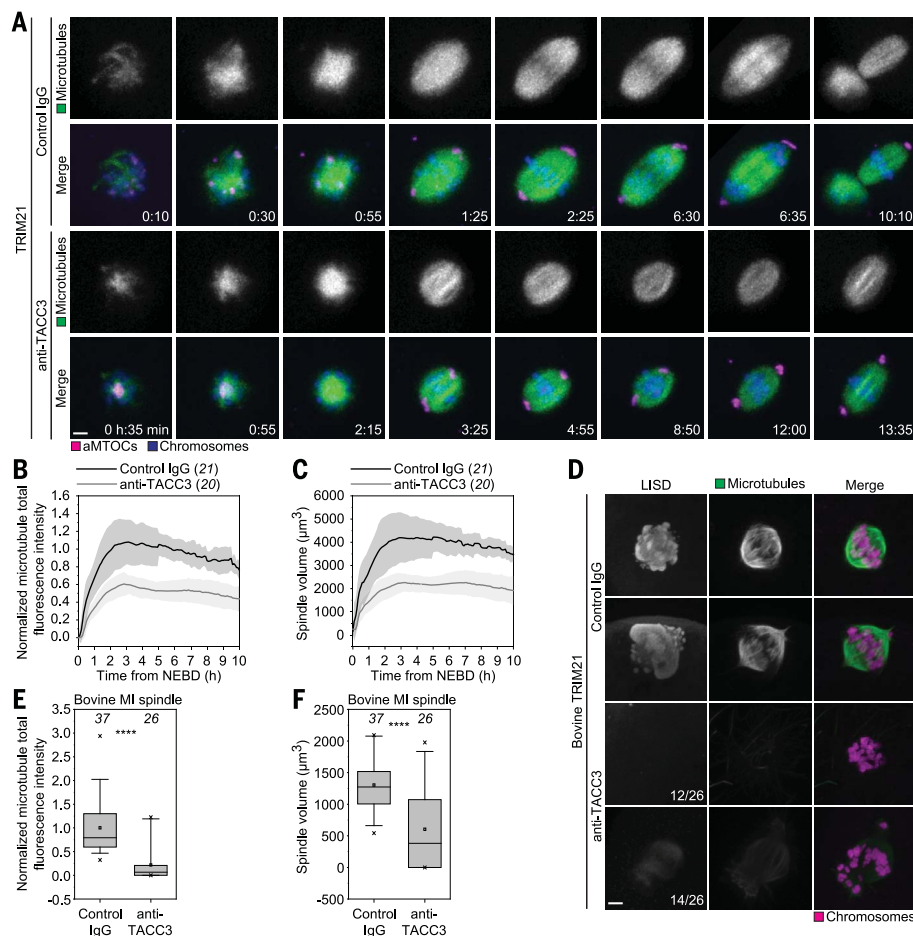 A
TRIM21
Control IgG
Microtubules
Merge
0:10
0:30
0:55
1:25
2:25
6:30
6:35
10:10
anti-TACC3
Microtubules
Merge
0 h:35 min
0:55
2:15
3:25
4:55
8:50
12:00
13:35
aMTOCs Chromosomes
B
Control IgG (21)
anti-TACC3 (20)
Normalized microtubule total
fluorescence intensity
1.6
1.4
1.2
1.0
0.8
0.6
0.4
0.2
0.0
0 1 2 3 4 5 6 7 8 9 10
Time from NEBD (h)
C
Control IgG (21)
anti-TACC3 (20)
Spindle volume (µm³)
6000
5000
4000
3000
2000
1000
0
0 1 2 3 4 5 6 7 8 9 10
Time from NEBD (h)
D
LISD Microtubules Merge
Bovine TRIM21
Control IgG
anti-TACC3
12/26
14/26
Chromosomes
E
Bovine MI spindle
37 26
****
Normalized microtubule total
fluorescence intensity
3.5
3.0
2.5
2.0
1.5
1.0
0.5
0.0
-0.5
Control
IgG
anti-
TACC3
F
Bovine MI spindle
37 **** 26
Spindle volume (µm³)
2500
2000
1500
1000
500
0
-500
Control
IgG
anti-
TACC3